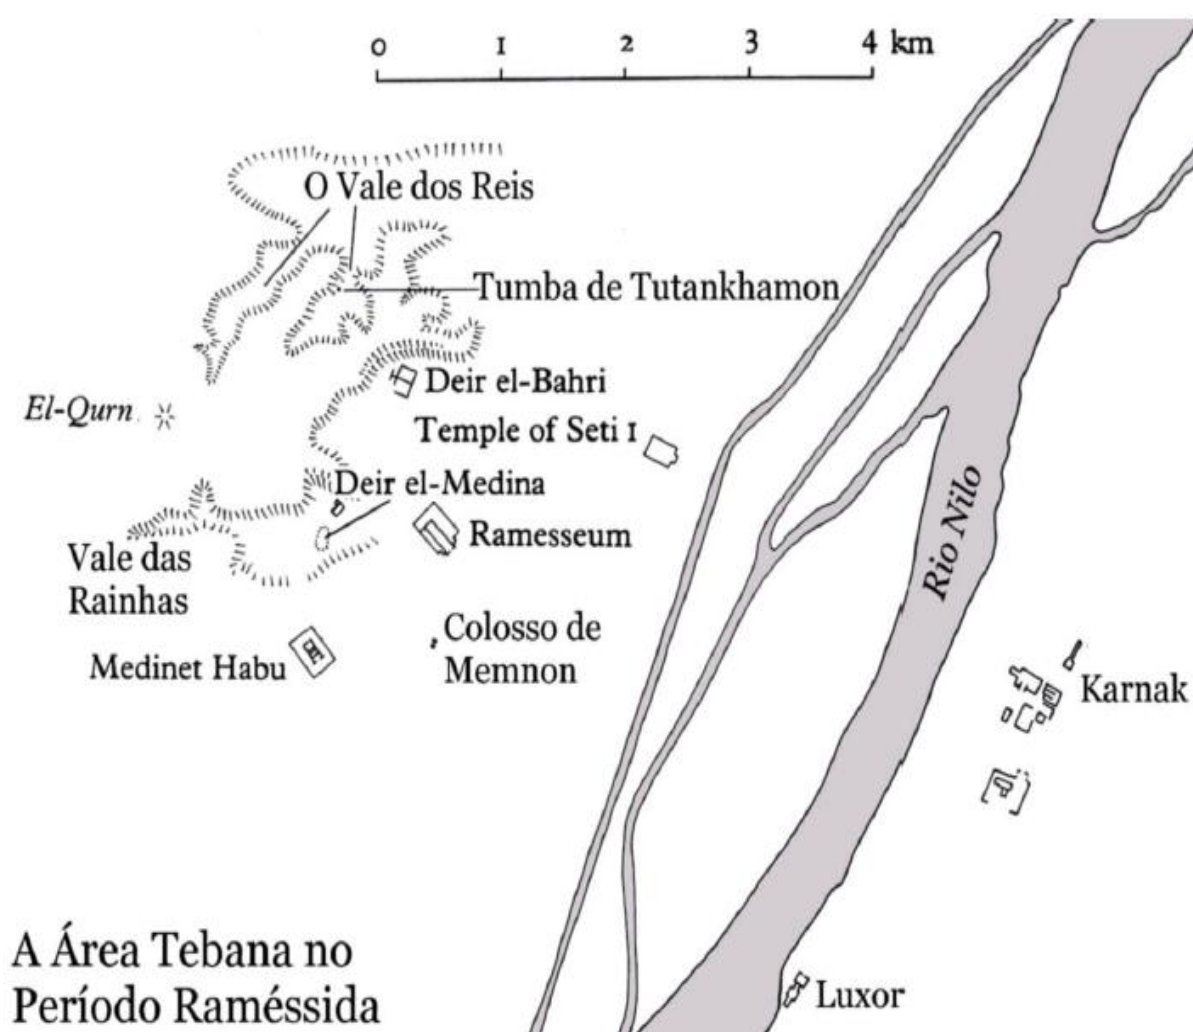 0 1 2 3 4 km
O Vale dos Reis
Tumba de Tutankhamon
Deir el-Bahri
El-Qurn
Temple of Seti I
Deir el-Medina
Ramesseum
Rio Nilo
Vale das
Rainhas
Colosso de
Memnon
Medinet Habu
Karnak
A Área Tebana no
Período Raméssida
Luxor